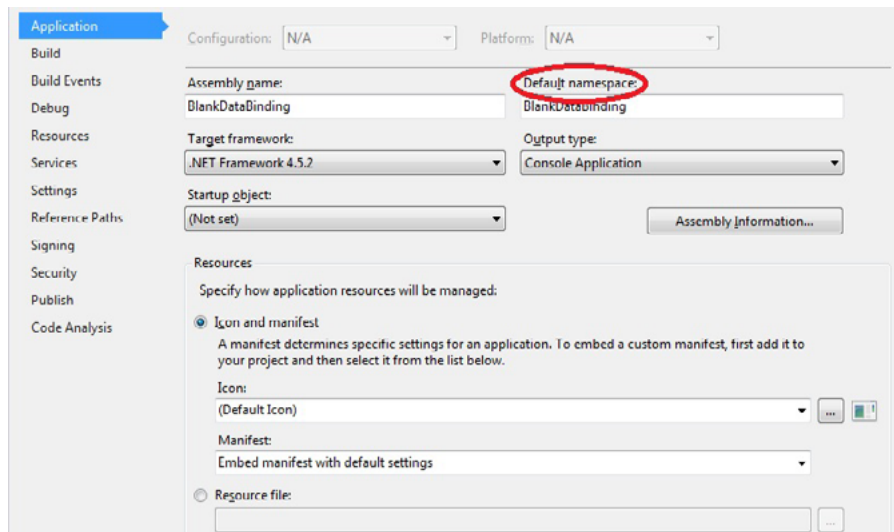 Application
Build
Build Events
Debug
Resources
Services
Settings
Reference Paths
Signing
Security
Publish
Code Analysis
Configuration: N/A Platform: N/A
Assembly name: Default namespace:
BlankDataBinding BlankDataBinding
Target framework: Output type:
.NET Framework 4.5.2 Console Application
Startup object:
(Not set) Assembly Information...
Resources
Specify how application resources will be managed:
Icon and manifest
A manifest determines specific settings for an application. To embed a custom manifest, first add it to
your project and then select it from the list below.
Icon:
(Default Icon) ...
Manifest:
Embed manifest with default settings
Resource file:
...